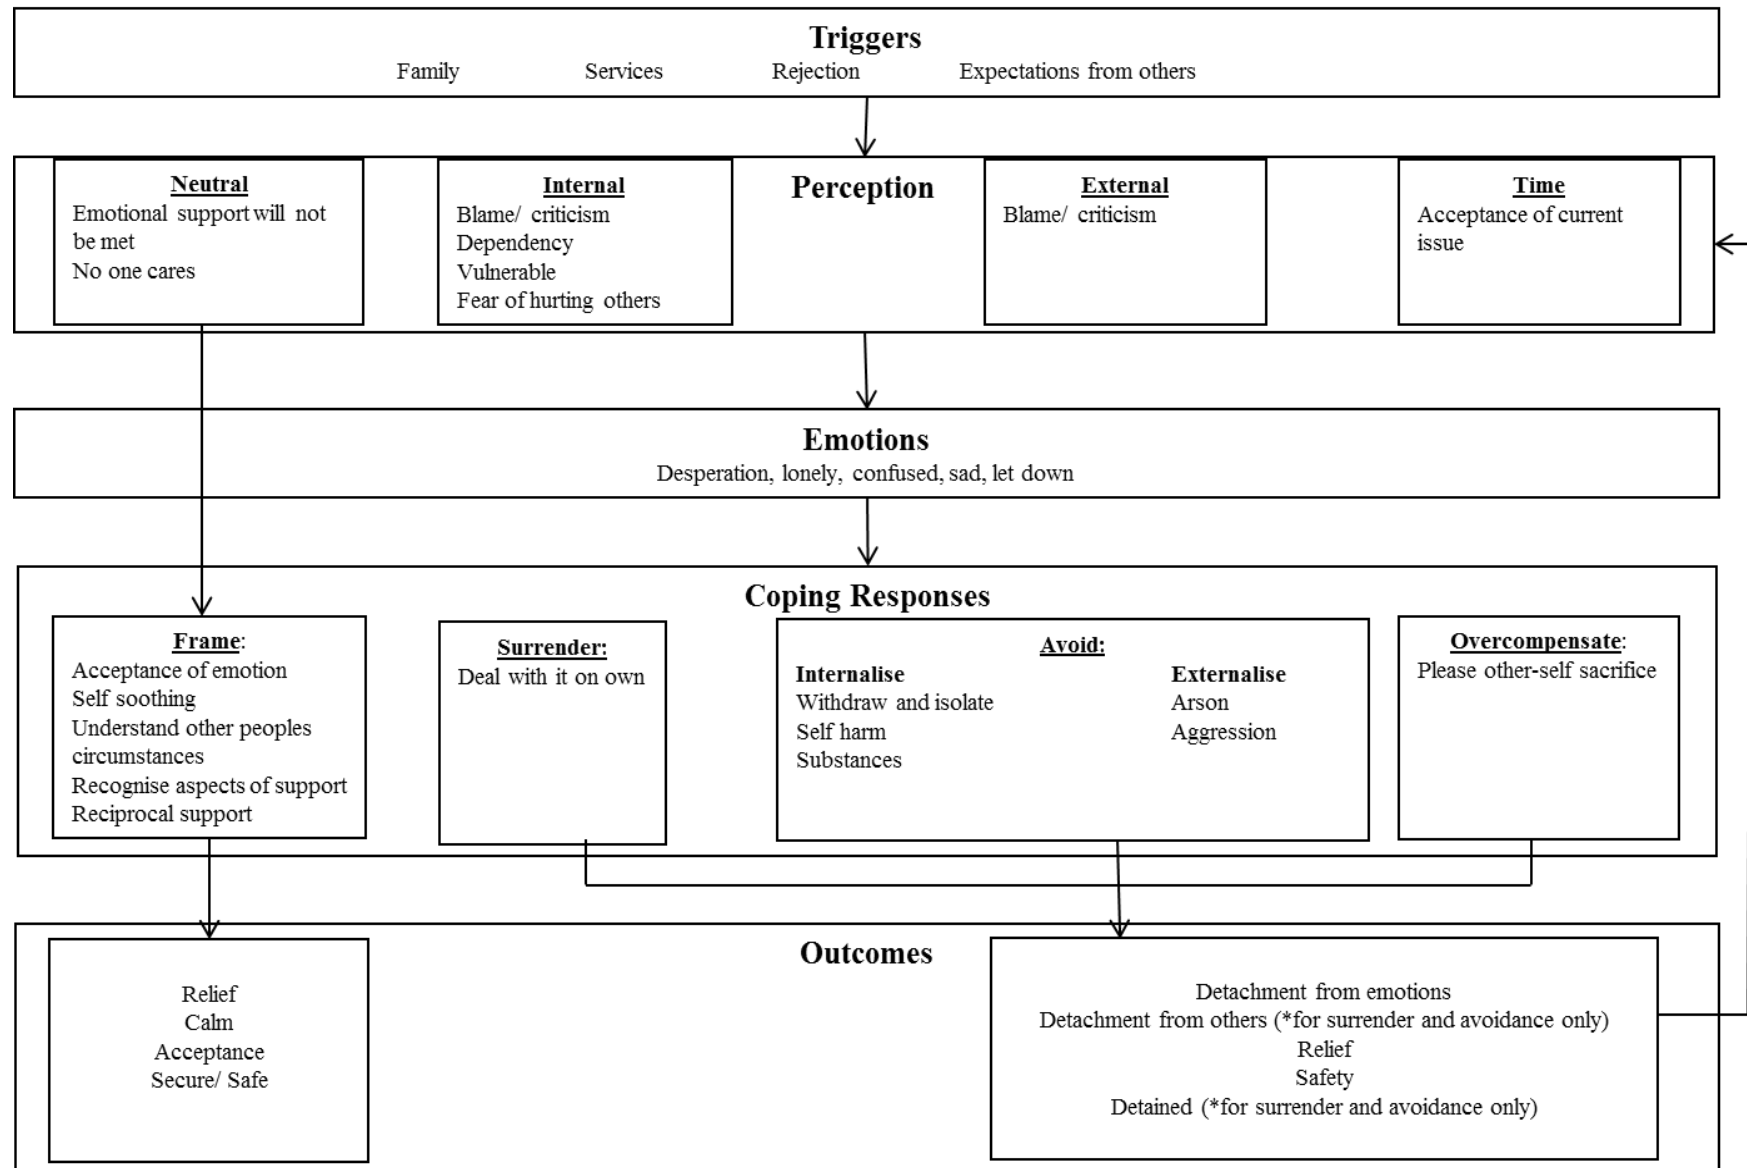 Triggers
Family Services Rejection Expectations from others
Perception
Neutral
Emotional support will not
be met
No one cares
Internal
Blame/ criticism
Dependency
Vulnerable
Fear of hurting others
External
Blame/ criticism
Time
Acceptance of current
issue
Emotions
Desperation, lonely, confused, sad, let down
Coping Responses
Frame:
Acceptance of emotion
Self soothing
Understand other peoples
circumstances
Recognise aspects of support
Reciprocal support
Surrender:
Deal with it on own
Avoid:
Internalise
Withdraw and isolate
Self harm
Substances
Externalise
Arson
Aggression
Overcompensate:
Please other-self sacrifice
Outcomes
Relief
Calm
Acceptance
Secure/ Safe
Detachment from emotions
Detachment from others (*for surrender and avoidance only)
Relief
Safety
Detained (*for surrender and avoidance only)